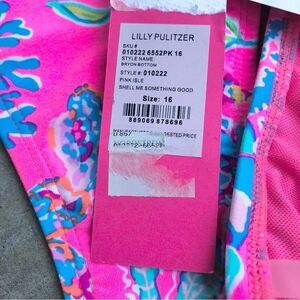 LILLY PULITZER
SKU #
010222 6552PK 16
STYLE NAME
BRYON BOTTOM
STYLE #: 010222
PINK ISLE
SHELL ME SOMETHING GOOD
Size: 16
889069 878696